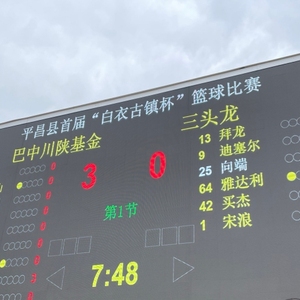 平昌县首届“白衣古镇杯”篮球比赛
巴中川陕基金
三头龙
3
0
13 拜龙
9 迪塞尔
25 向端
64 雅达利
42 买杰
1 宋浪
第1节
7:48